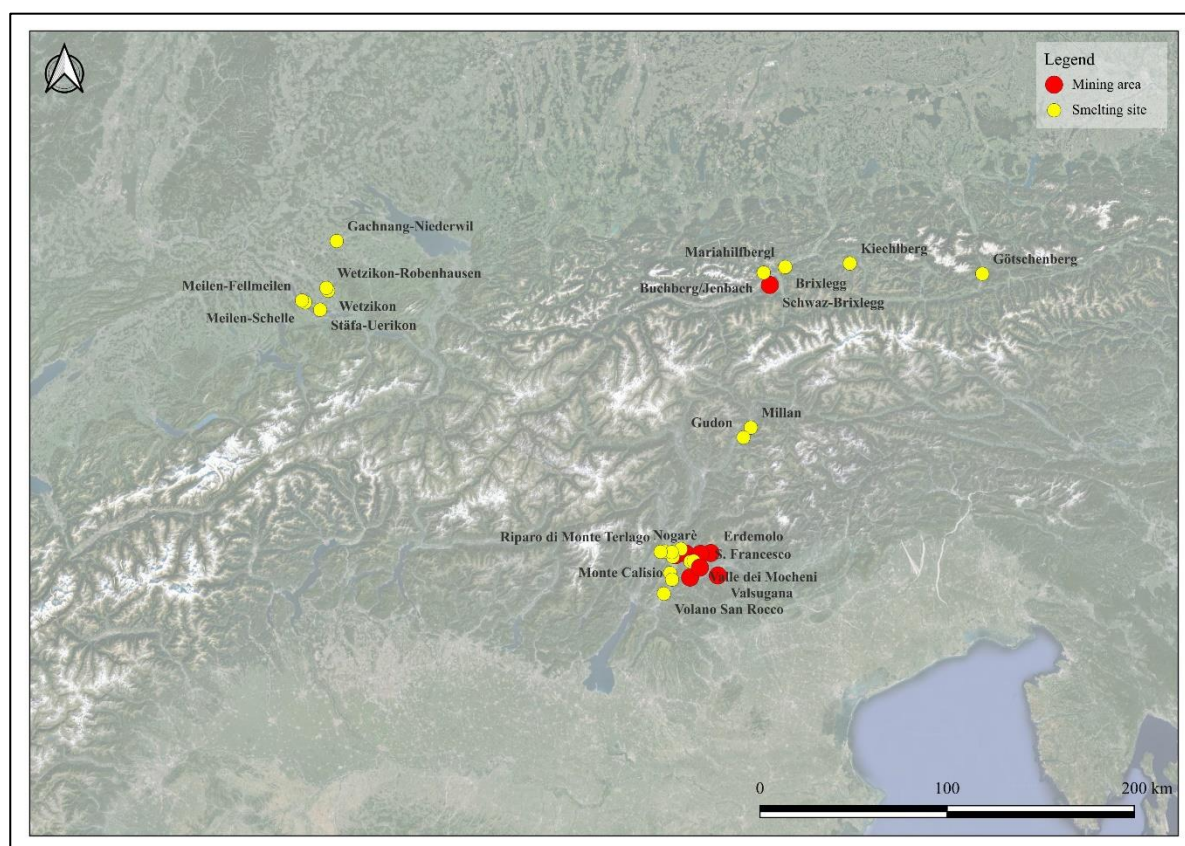 Legend
Mining area
Smelting site
Gachnang-Niederwil
Wetzikon-Robenhausen
Meilen-Fellmeilen
Wetzikon
Meilen-Schelle
Stäfa-Uerikon
Mariahilfbergl
Kiechlberg
Götschenberg
Brixlegg
Buchberg/Jenbach
Schwaz-Brixlegg
Millan
Gudon
Riparo di Monte Terlago
Nogarè
Erdemolo
S. Francesco
Monte Calisio
Valle dei Mocheni
Valsugana
Volano San Rocco
0
100
200 km